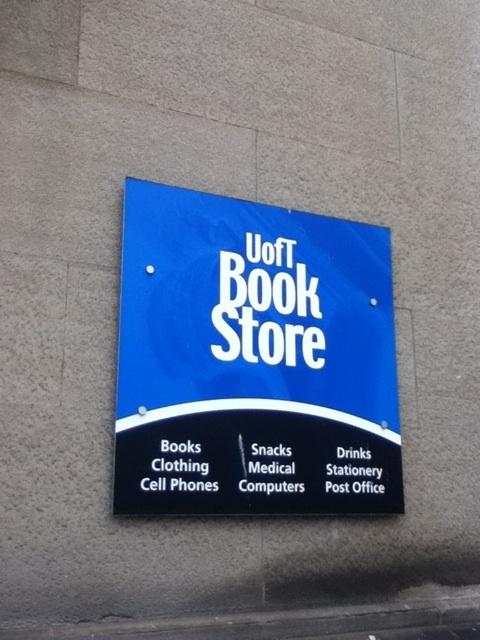 UofT
Book
Store
Books
Clothing
Cell Phones
Snacks
Medical
Computers
Drinks
Stationery
Post Office